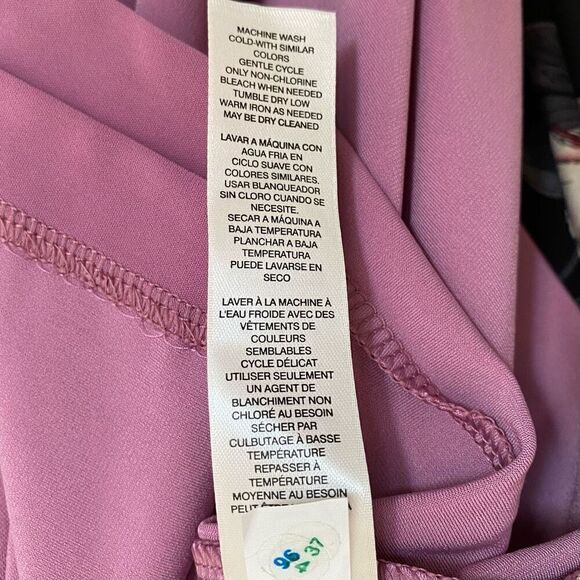 MACHINE WASH
COLD-WITH SIMILAR
COLORS
GENTLE CYCLE
ONLY NON-CHLORINE
BLEACH WHEN NEEDED
TUMBLE DRY LOW
WARM IRON AS NEEDED
MAY BE DRY CLEANED
LAVAR A MÁQUINA CON
AGUA FRIA EN
CICLO SUAVE CON
COLORES SIMILARES.
USAR BLANQUEADOR
SIN CLORO CUANDO SE
NECESITE,
SECAR A MÁQUINA A
BAJA TEMPERATURA
PLANCHAR A BAJA
TEMPERATURA
PUEDE LAVARSE EN
SECO
LAVER À LA MACHINE À
L'EAU FROIDE AVEC DES
VÊTEMENTS DE
COULEURS
SEMBLABLES
CYCLE DÉLICAT
UTILISER SEULEMENT
UN AGENT DE
BLANCHIMENT NON
CHLORÉ AU BESOIN
SÉCHER PAR
CULBUTAGE À BASSE
TEMPÉRATURE
REPASSER À
TEMPÉRATURE
MOYENNE AU BESOIN
96
4 37